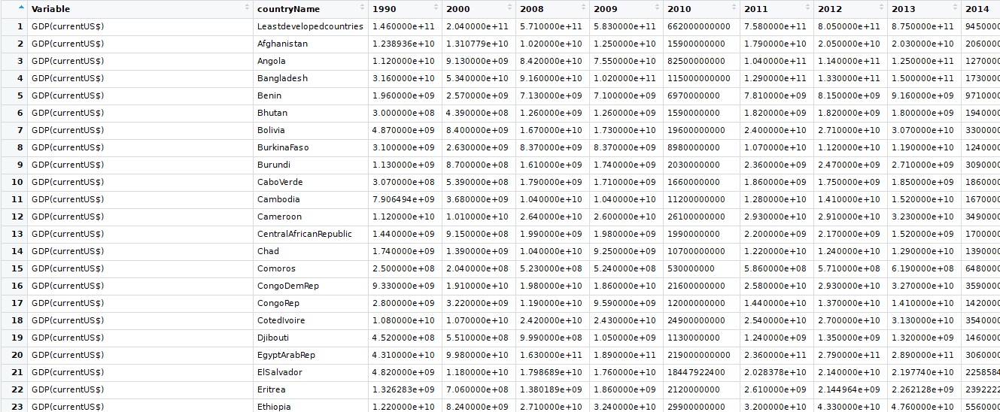 Variable countryName 1990 2000 2008 2009 2010 2011 2012 2013 2014
1 GDP(currentUS$) Leastdevelopedcountries 1.460000e+11 2.040000e+11 5.710000e+11 5.830000e+11 662000000000 7.580000e+11 8.050000e+11 8.750000e+11 9450000
2 GDP(currentUS$) Afghanistan 1.238936e+10 1.310779e+10 1.020000e+10 1.250000e+10 15900000000 1.790000e+10 2.050000e+10 2.030000e+10 2060000
3 GDP(currentUS$) Angola 1.120000e+10 9.130000e+09 8.420000e+10 7.550000e+10 82500000000 1.040000e+11 1.140000e+11 1.250000e+11 1270000
4 GDP(currentUS$) Bangladesh 3.160000e+10 5.340000e+10 9.160000e+10 1.020000e+11 115000000000 1.290000e+11 1.330000e+11 1.500000e+11 1730000
5 GDP(currentUS$) Benin 1.960000e+09 2.570000e+09 7.130000e+09 7.100000e+09 6970000000 7.810000e+09 8.150000e+09 9.160000e+09 9710000
6 GDP(currentUS$) Bhutan 3.000000e+08 4.390000e+08 1.260000e+09 1.260000e+09 1590000000 1.820000e+09 1.820000e+09 1.800000e+09 1940000
7 GDP(currentUS$) Bolivia 4.870000e+09 8.400000e+09 1.670000e+10 1.730000e+10 19600000000 2.400000e+10 2.710000e+10 3.070000e+10 3300000
8 GDP(currentUS$) BurkinaFaso 3.100000e+09 2.630000e+09 8.370000e+09 8.370000e+09 8980000000 1.070000e+10 1.120000e+10 1.190000e+10 1240000
9 GDP(currentUS$) Burundi 1.130000e+09 8.700000e+08 1.610000e+09 1.740000e+09 2030000000 2.360000e+09 2.470000e+09 2.710000e+09 3090000
10 GDP(currentUS$) CaboVerde 3.070000e+08 5.390000e+08 1.790000e+09 1.710000e+09 1660000000 1.860000e+09 1.750000e+09 1.850000e+09 1860000
11 GDP(currentUS$) Cambodia 7.906494e+09 3.680000e+09 1.040000e+10 1.040000e+10 11200000000 1.280000e+10 1.410000e+10 1.520000e+10 1670000
12 GDP(currentUS$) Cameroon 1.120000e+10 1.010000e+10 2.640000e+10 2.600000e+10 26100000000 2.930000e+10 2.910000e+10 3.230000e+10 3490000
13 GDP(currentUS$) CentralAfricanRepublic 1.440000e+09 9.150000e+08 1.990000e+09 1.980000e+09 1990000000 2.200000e+09 2.170000e+09 1.520000e+09 1700000
14 GDP(currentUS$) Chad 1.740000e+09 1.390000e+09 1.040000e+10 9.250000e+09 10700000000 1.220000e+10 1.240000e+10 1.290000e+10 1390000
15 GDP(currentUS$) Comoros 2.500000e+08 2.040000e+08 5.230000e+08 5.240000e+08 530000000 5.860000e+08 5.710000e+08 6.190000e+08 6480000
16 GDP(currentUS$) CongoDemRep 9.330000e+09 1.910000e+10 1.980000e+10 1.860000e+10 21600000000 2.580000e+10 2.930000e+10 3.270000e+10 3590000
17 GDP(currentUS$) CongoRep 2.800000e+09 3.220000e+09 1.190000e+10 9.590000e+09 12000000000 1.440000e+10 1.370000e+10 1.410000e+10 1420000
18 GDP(currentUS$) CotedIvoire 1.080000e+10 1.070000e+10 2.420000e+10 2.430000e+10 24900000000 2.540000e+10 2.700000e+10 3.130000e+10 3540000
19 GDP(currentUS$) Djibouti 4.520000e+08 5.510000e+08 9.990000e+08 1.050000e+09 1130000000 1.240000e+09 1.350000e+09 1.320000e+09 1460000
20 GDP(currentUS$) EgyptArabRep 4.310000e+10 9.980000e+10 1.630000e+11 1.890000e+11 219000000000 2.360000e+11 2.790000e+11 2.890000e+11 3060000
21 GDP(currentUS$) ElSalvador 4.820000e+09 1.180000e+10 1.798689e+10 1.760000e+10 18447922400 2.028378e+10 2.140000e+10 2.197740e+10 2258584
22 GDP(currentUS$) Eritrea 1.326283e+09 7.060000e+08 1.380189e+09 1.860000e+09 2120000000 2.610000e+09 2.144964e+09 2.262128e+09 2392222
23 GDP(currentUS$) Ethiopia 1.220000e+10 8.240000e+09 2.710000e+10 3.240000e+10 29900000000 3.200000e+10 4.330000e+10 4.760000e+10 5560000